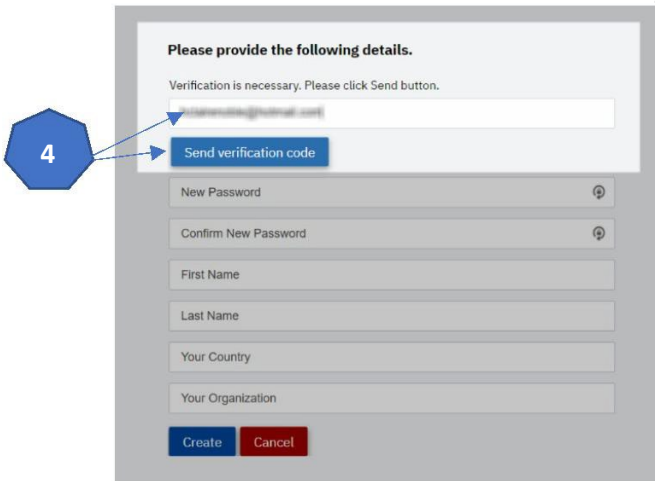 Please provide the following details.
Verification is necessary. Please click Send button.
4
Send verification code
New Password
Confirm New Password
First Name
Last Name
Your Country
Your Organization
Create Cancel